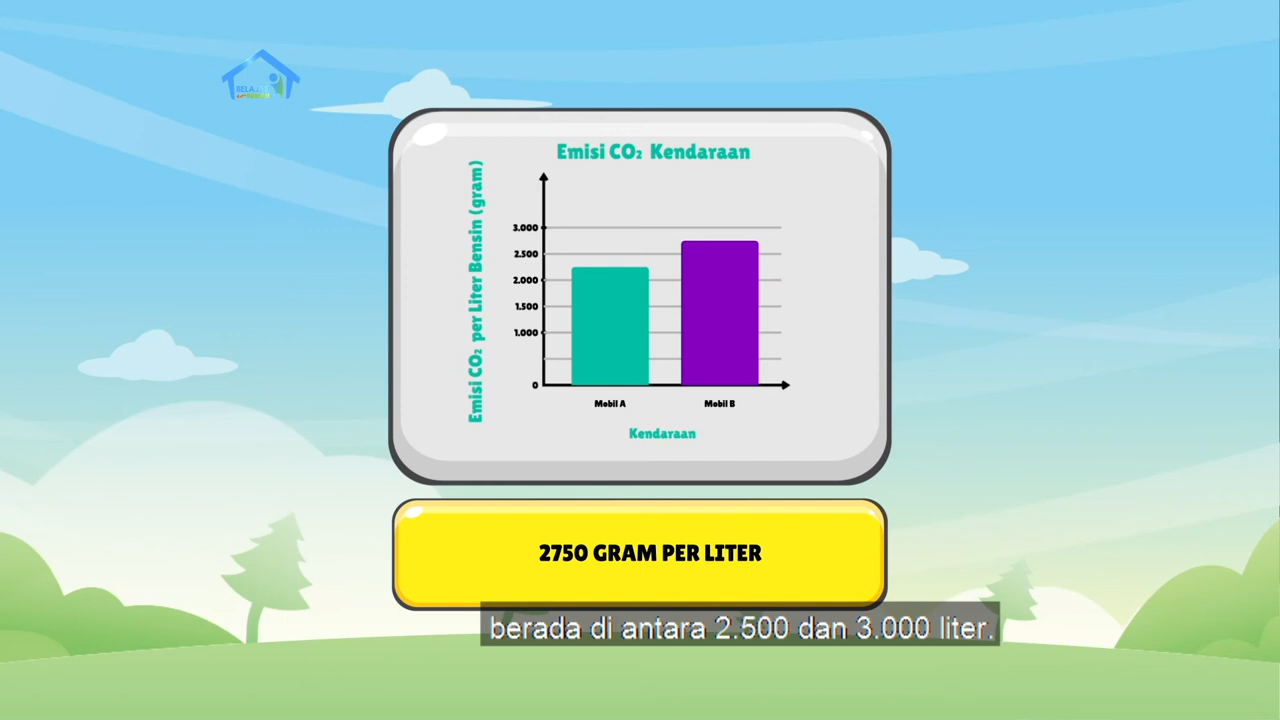 BELAJAR
Emisi CO₂ Kendaraan
Emisi CO₂ per Liter Bensin (gram)
3.000
2.500
2.000
1.500
1.000
0
Mobil A
Mobil B
Kendaraan
2750 GRAM PER LITER
berada di antara 2.500 dan 3.000 liter.